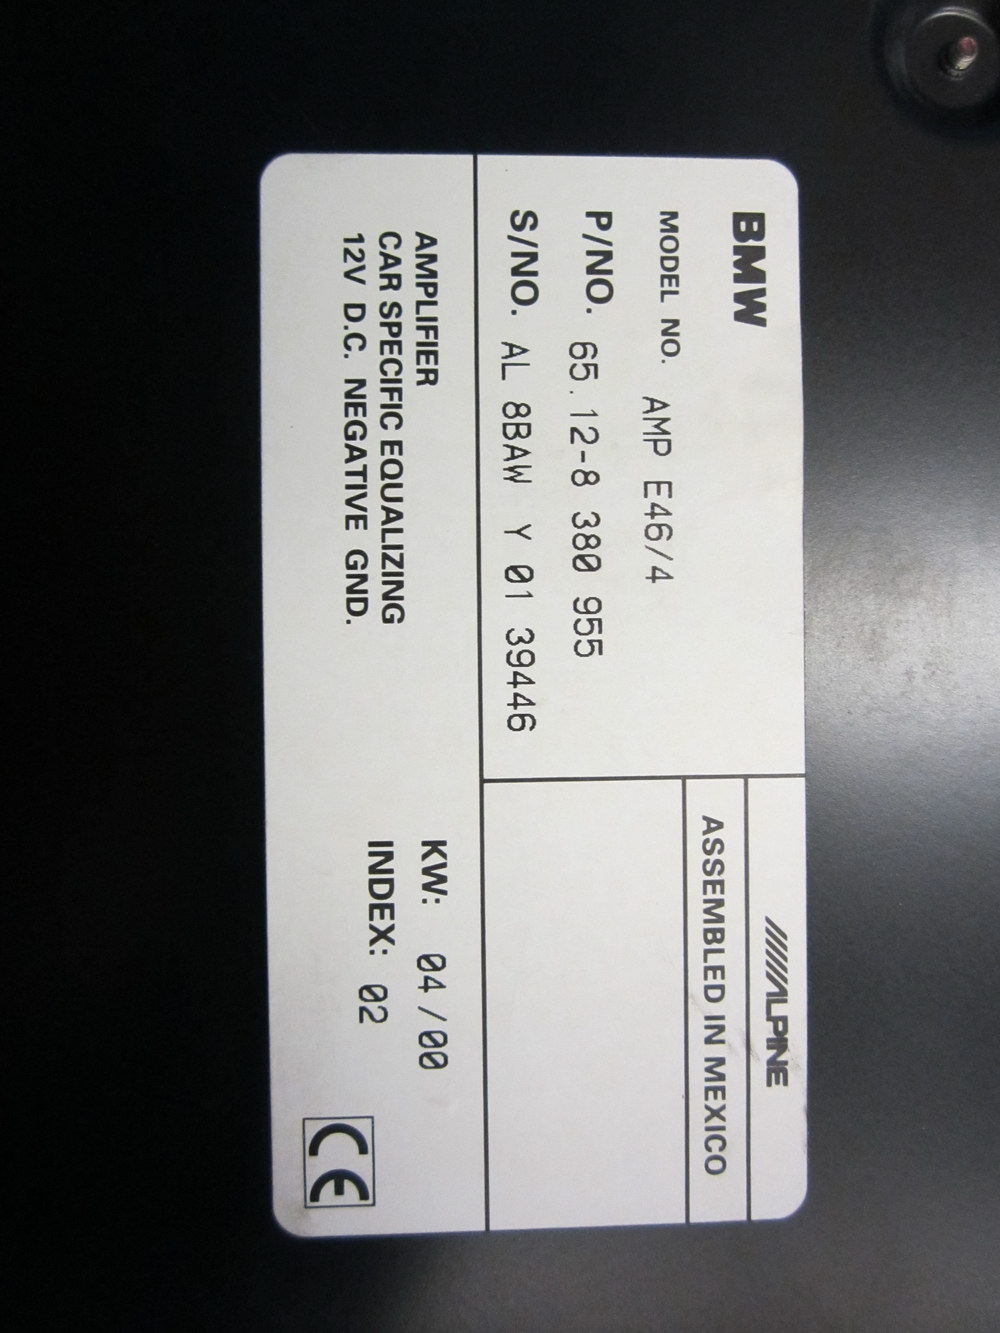 BMW
MODEL NO. AMP E46/4
P/NO. 65.12-8 380 955
S/NO. AL 8BAW Y 01 39446
ALPINE
ASSEMBLED IN MEXICO
AMPLIFIER
CAR SPECIFIC EQUALIZING
12V D.C. NEGATIVE GND.
KW: 04/00
INDEX: 02
CE